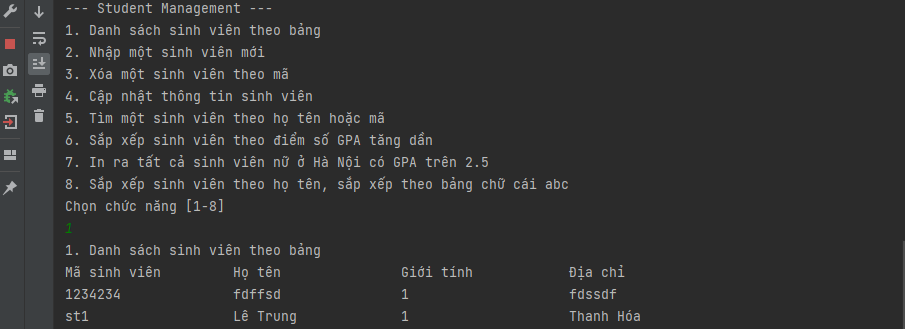 --- Student Management ---
1. Danh sách sinh viên theo bảng
2. Nhập một sinh viên mới
3. Xóa một sinh viên theo mã
4. Cập nhật thông tin sinh viên
5. Tìm một sinh viên theo họ tên hoặc mã
6. Sắp xếp sinh viên theo điểm số GPA tăng dần
7. In ra tất cả sinh viên nữ ở Hà Nội có GPA trên 2.5
8. Sắp xếp sinh viên theo họ tên, sắp xếp theo bảng chữ cái abc
Chọn chức năng [1-8]
1
1. Danh sách sinh viên theo bảng
Mã sinh viên Họ tên Giới tính Địa chỉ
1234234 fdffsd 1 fdssdf
st1 Lê Trung 1 Thanh Hóa